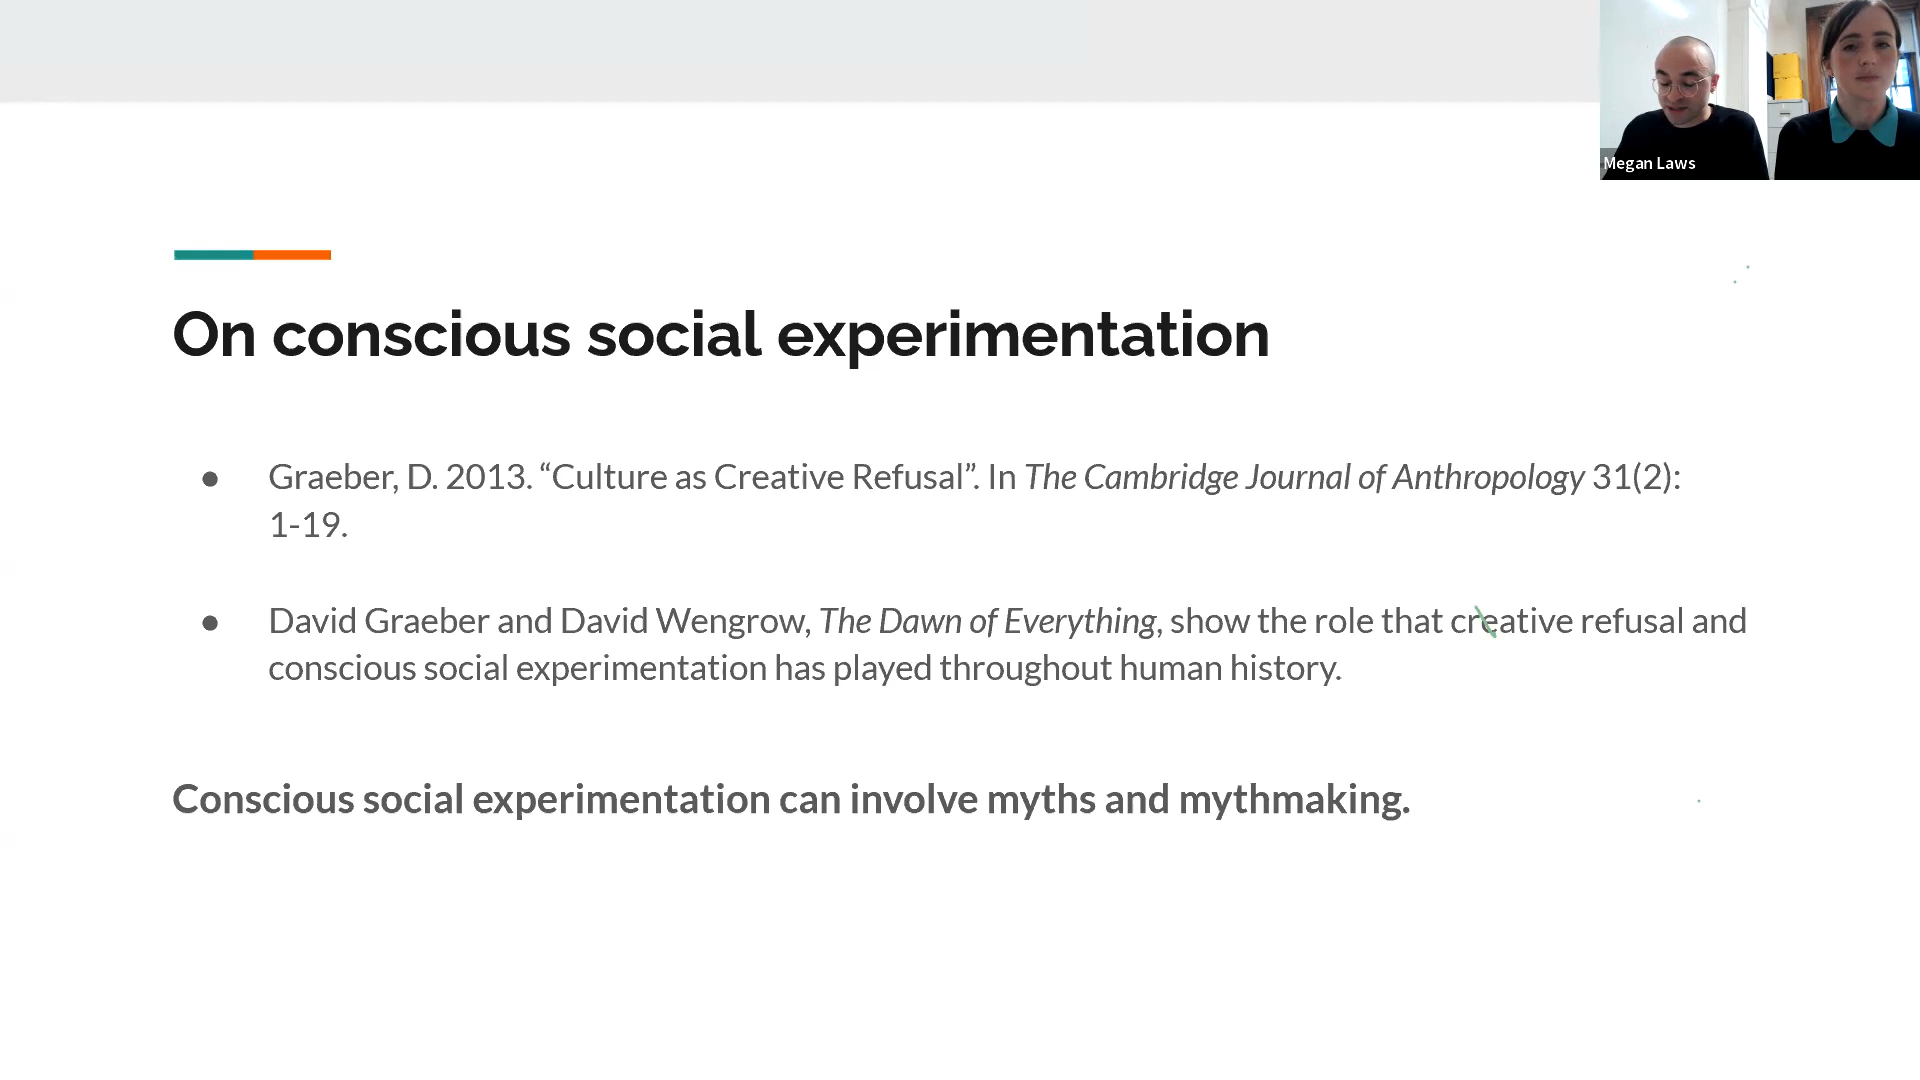 Megan Laws
On conscious social experimentation
● Graeber, D. 2013. “Culture as Creative Refusal”. In The Cambridge Journal of Anthropology 31(2):
1-19.
● David Graeber and David Wengrow, The Dawn of Everything, show the role that creative refusal and
conscious social experimentation has played throughout human history.
Conscious social experimentation can involve myths and mythmaking.